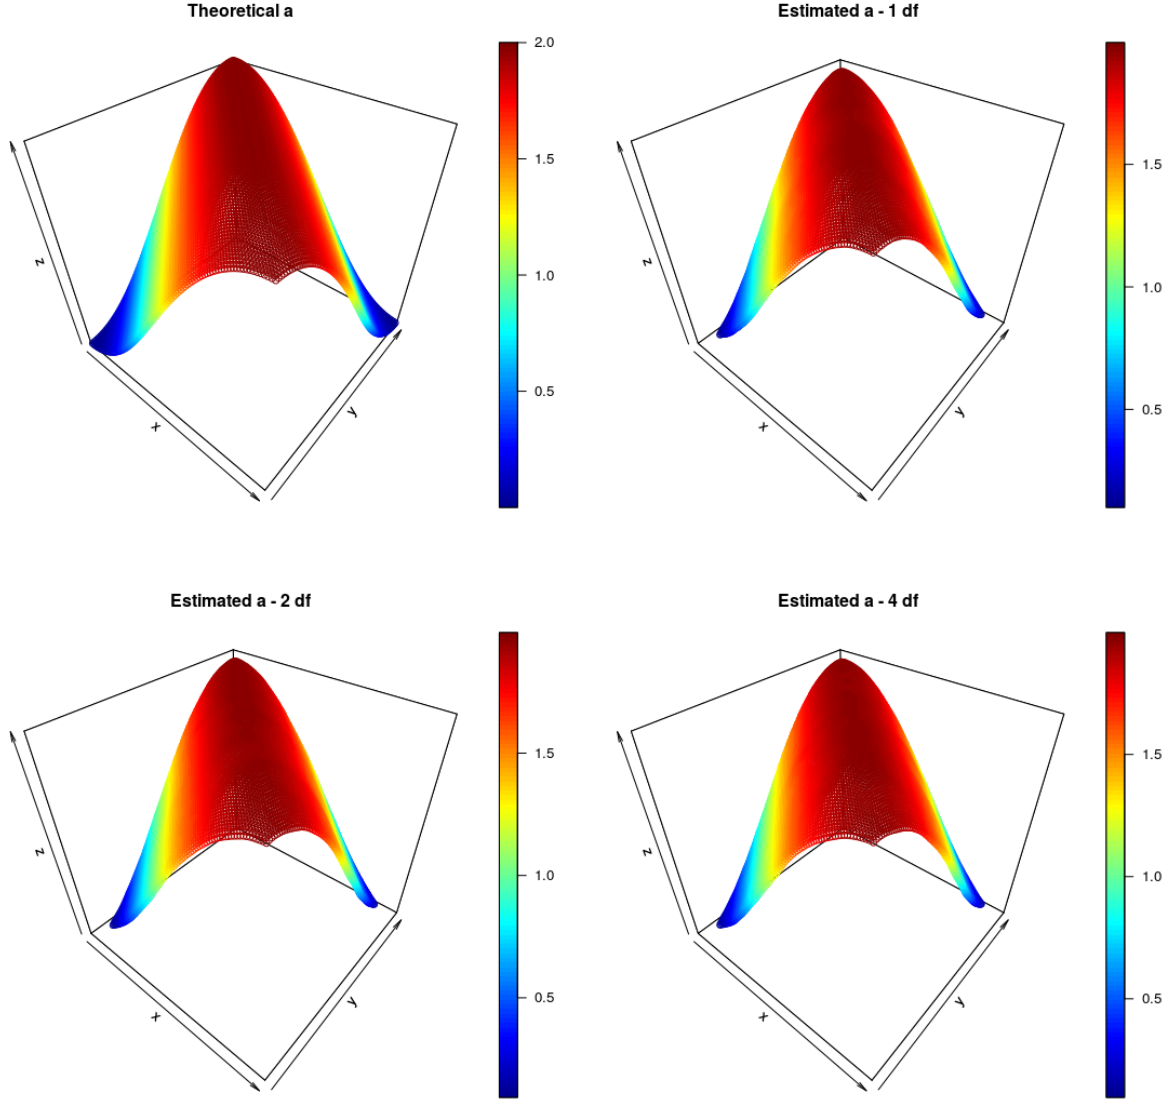 Theoretical a
2.0
1.5
1.0
0.5
z
x
y
Estimated a - 1 df
1.5
1.0
0.5
z
x
y
Estimated a - 2 df
1.5
1.0
0.5
z
x
y
Estimated a - 4 df
1.5
1.0
0.5
z
x
y